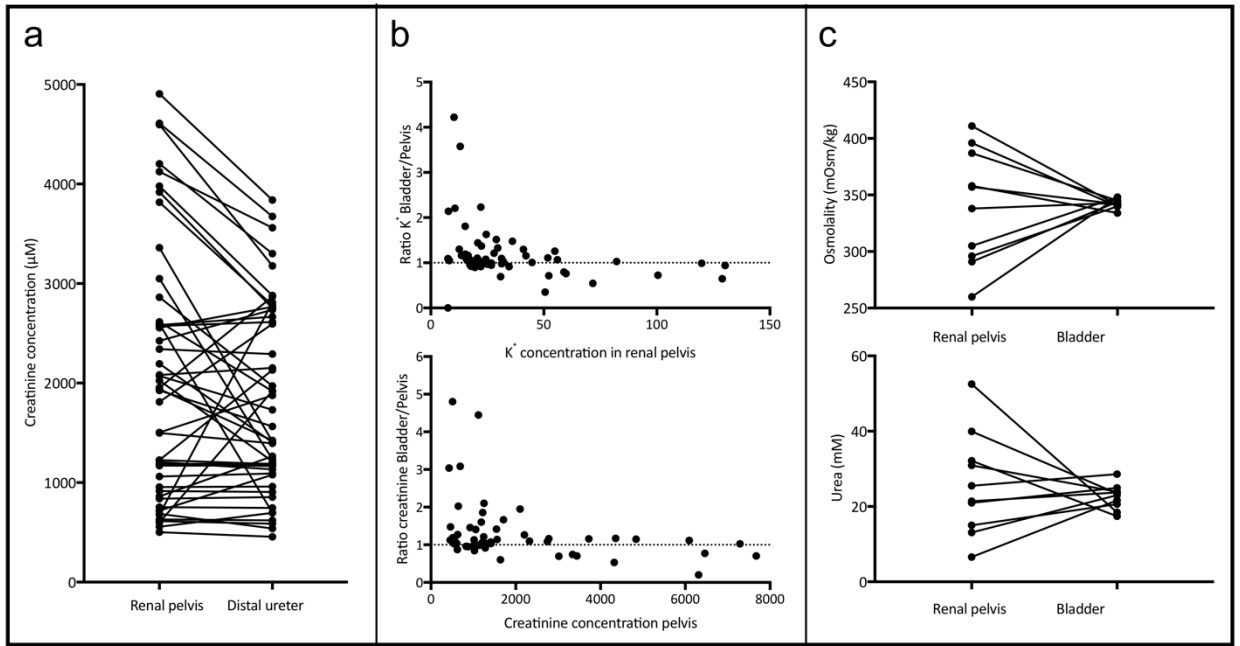 a
Creatinine concentration (µM)
5000
4000
3000
2000
1000
0
Renal pelvis Distal ureter
b
Ratio K+ Bladder/Pelvis
5
4
3
2
1
0
0 50 100 150
K+ concentration in renal pelvis
Ratio creatinine Bladder/Pelvis
6
5
4
3
2
1
0
0 2000 4000 6000 8000
Creatinine concentration pelvis
c
Osmolality (mOsm/kg)
450
400
350
300
250
Renal pelvis Bladder
Urea (mM)
60
40
20
0
Renal pelvis Bladder